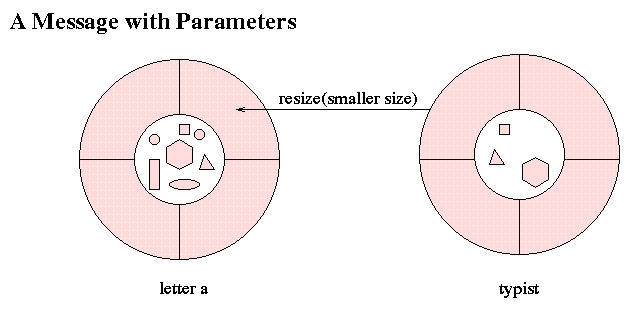 A Message with Parameters
resize(smaller size)
letter a
typist